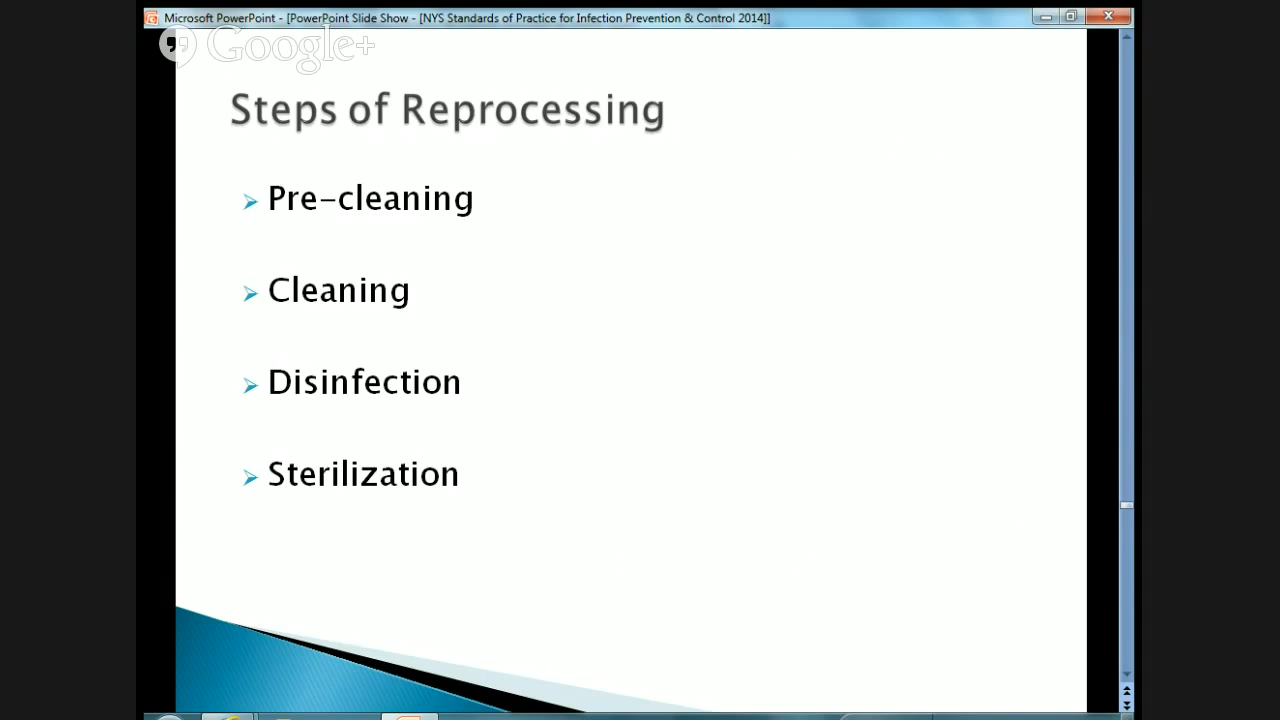 Microsoft PowerPoint - [PowerPoint Slide Show - [NYS Standards of Practice for Infection Prevention & Control 2014]]
Google+
Steps of Reprocessing
Pre-cleaning
Cleaning
Disinfection
Sterilization